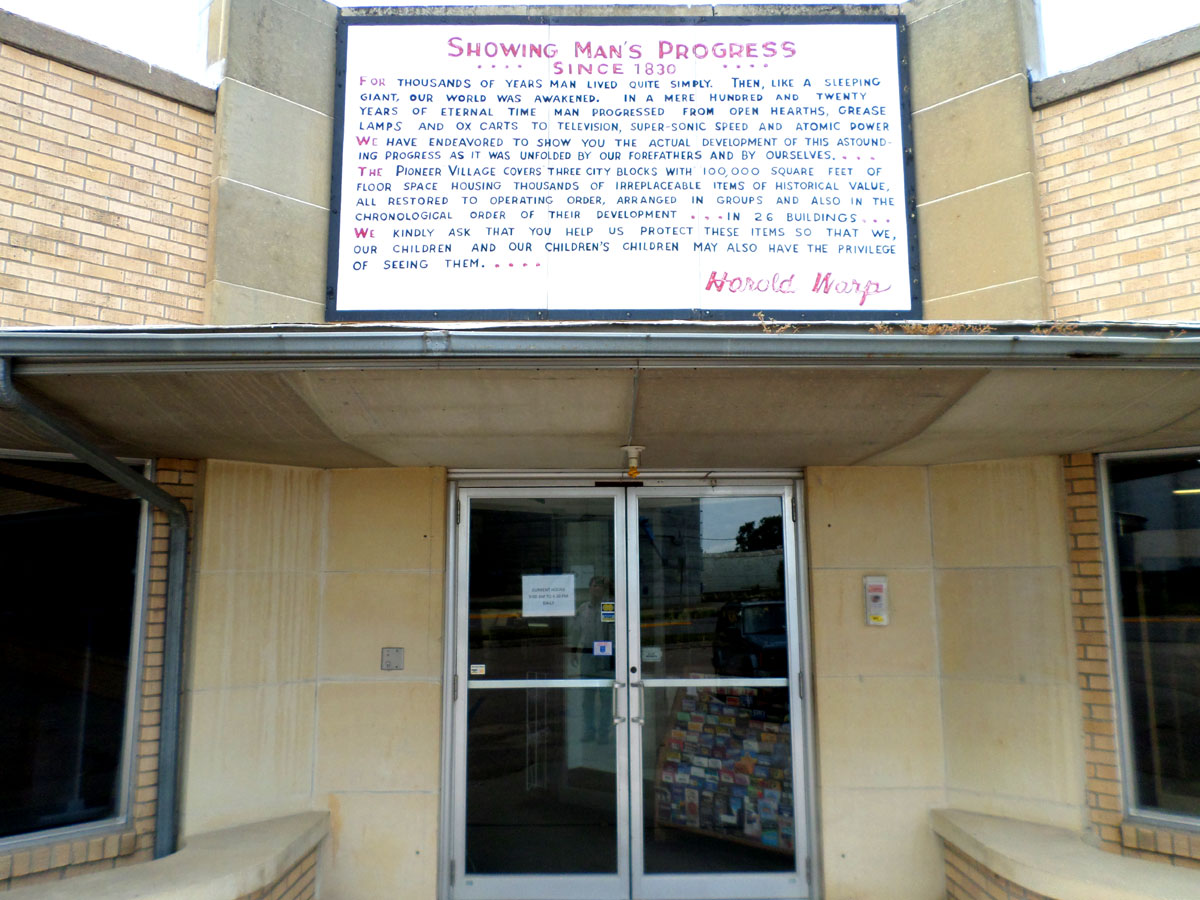 SHOWING MAN'S PROGRESS
.... SINCE 1830 ....
FOR THOUSANDS OF YEARS MAN LIVED QUITE SIMPLY. THEN, LIKE A SLEEPING
GIANT, OUR WORLD WAS AWAKENED. IN A MERE HUNDRED AND TWENTY
YEARS OF ETERNAL TIME MAN PROGRESSED FROM OPEN HEARTHS, GREASE
LAMPS AND OX CARTS TO TELEVISION, SUPER-SONIC SPEED AND ATOMIC POWER
WE HAVE ENDEAVORED TO SHOW YOU THE ACTUAL DEVELOPMENT OF THIS ASTOUND-
ING PROGRESS AS IT WAS UNFOLDED BY OUR FOREFATHERS AND BY OURSELVES. ...
THE PIONEER VILLAGE COVERS THREE CITY BLOCKS WITH 100,000 SQUARE FEET OF
FLOOR SPACE HOUSING THOUSANDS OF IRREPLACEABLE ITEMS OF HISTORICAL VALUE,
ALL RESTORED TO OPERATING ORDER, ARRANGED IN GROUPS AND ALSO IN THE
CHRONOLOGICAL ORDER OF THEIR DEVELOPMENT ... IN 26 BUILDINGS ...
WE KINDLY ASK THAT YOU HELP US PROTECT THESE ITEMS SO THAT WE,
OUR CHILDREN AND OUR CHILDREN'S CHILDREN MAY ALSO HAVE THE PRIVILEGE
OF SEEING THEM. ....
Harold Warp
CURRENT HOURS
DAILY